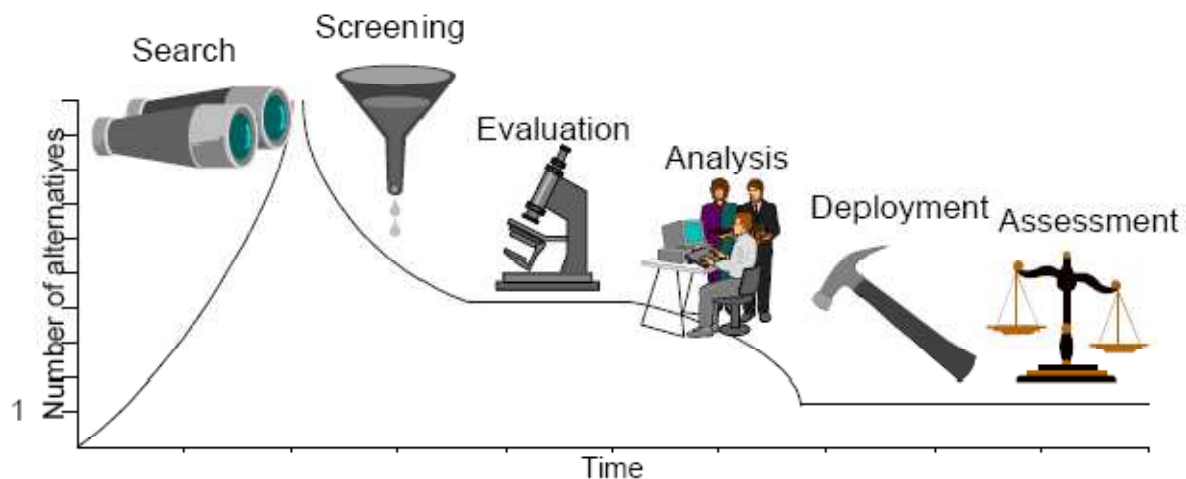 Search
Screening
Evaluation
Analysis
Deployment
Assessment
Number of alternatives
1
Time